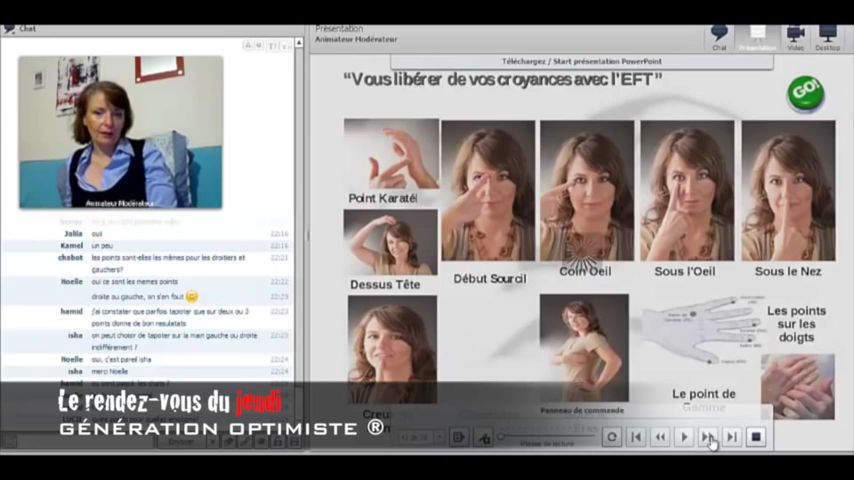 Chat
Présentation
Animateur Modérateur
Chat
Présentation
Video
Desktop
Téléchargez / Start présentation PowerPoint
“Vous libérer de vos croyances avec l'EFT”
GO!
Animateur Modérateur
Jalila oui 22:16
Kamel un peu 22:16
chabot les points sont-elles les mêmes pour les droitiers et 22:21
gauchers?
Noelle oui ce sont les memes points 22:22
droite ou gauche, on s'en fout 22:23
hamid j'ai constater que parfois tapoter que sur deux ou 3 22:23
points donne de bon resulatats
isha on peut choisir de tapoter sur la main gauche ou droite 22:23
indifférement ?
Noelle oui, c'est pareil isha 22:24
isha merci Noelle 22:24
Point Karaté
Dessus Tête
Début Sourcil
Coin Oeil
Sous l'Oeil
Sous le Nez
Les points
sur les
doigts
Le point de
Gamme
Panneau de commande
Vitesse de lecture
Le rendez-vous du jeudi
GÉNÉRATION OPTIMISTE ®